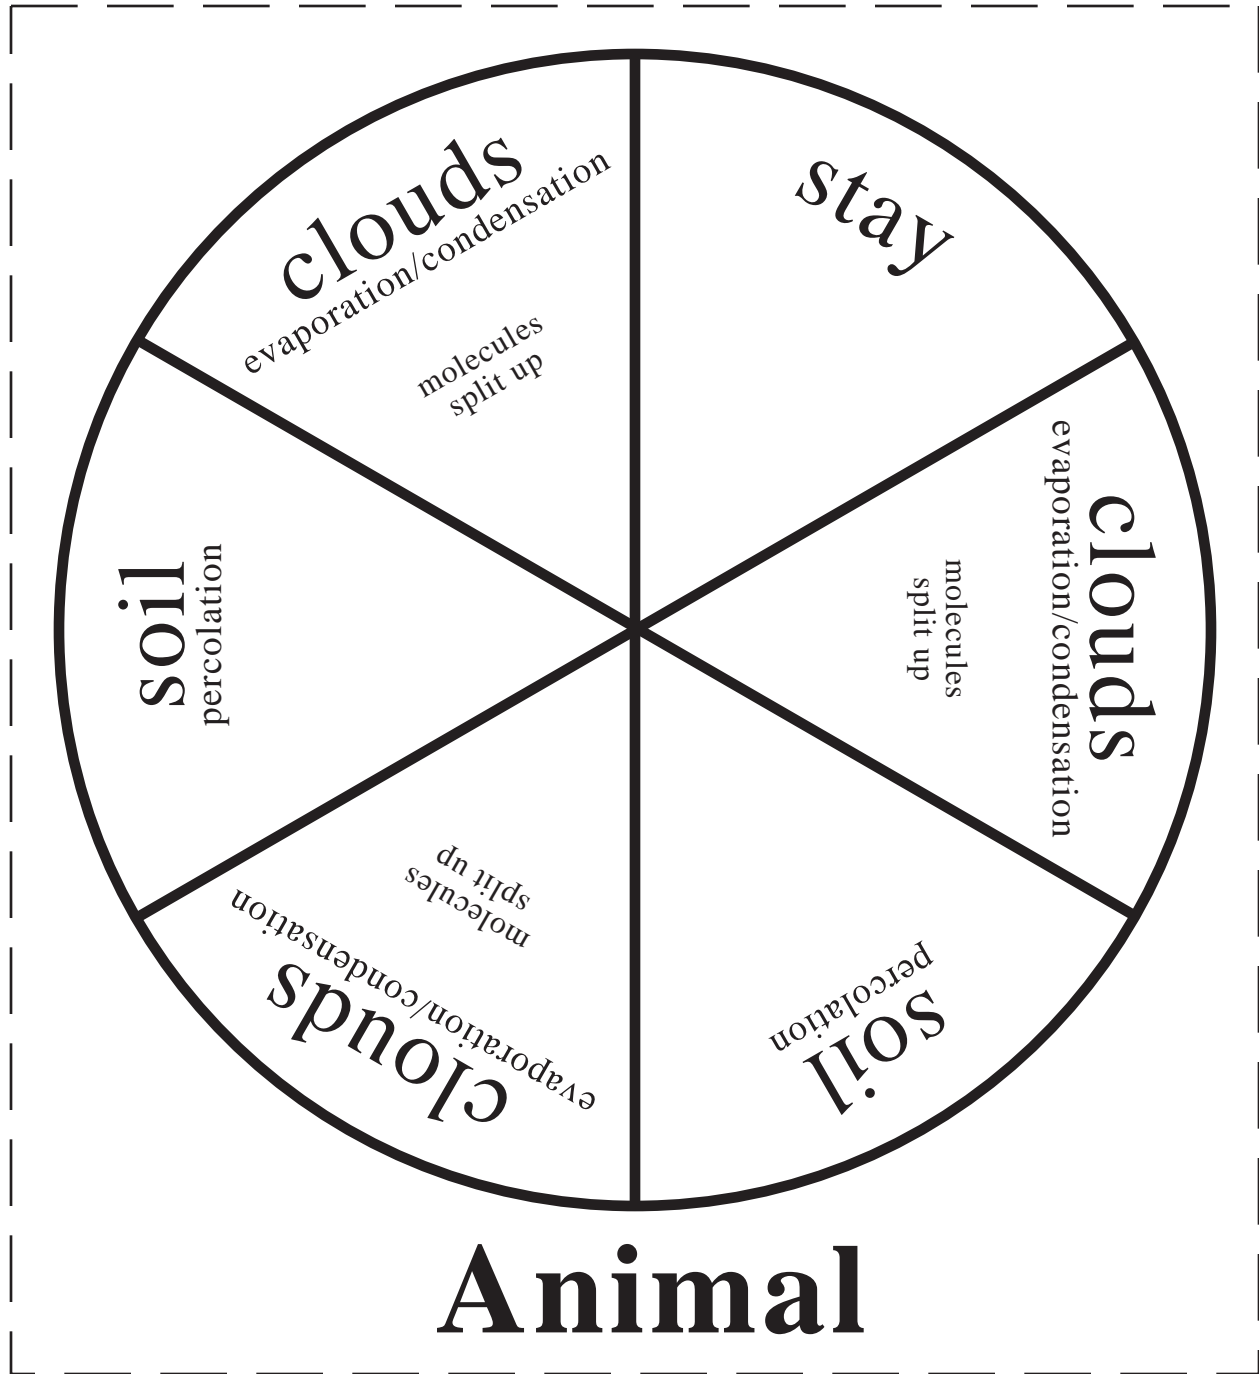 clouds
evaporation/condensation
molecules
split up
stay
clouds
evaporation/condensation
molecules
split up
soil
percolation
clouds
evaporation/condensation
molecules
split up
soil
percolation
Animal